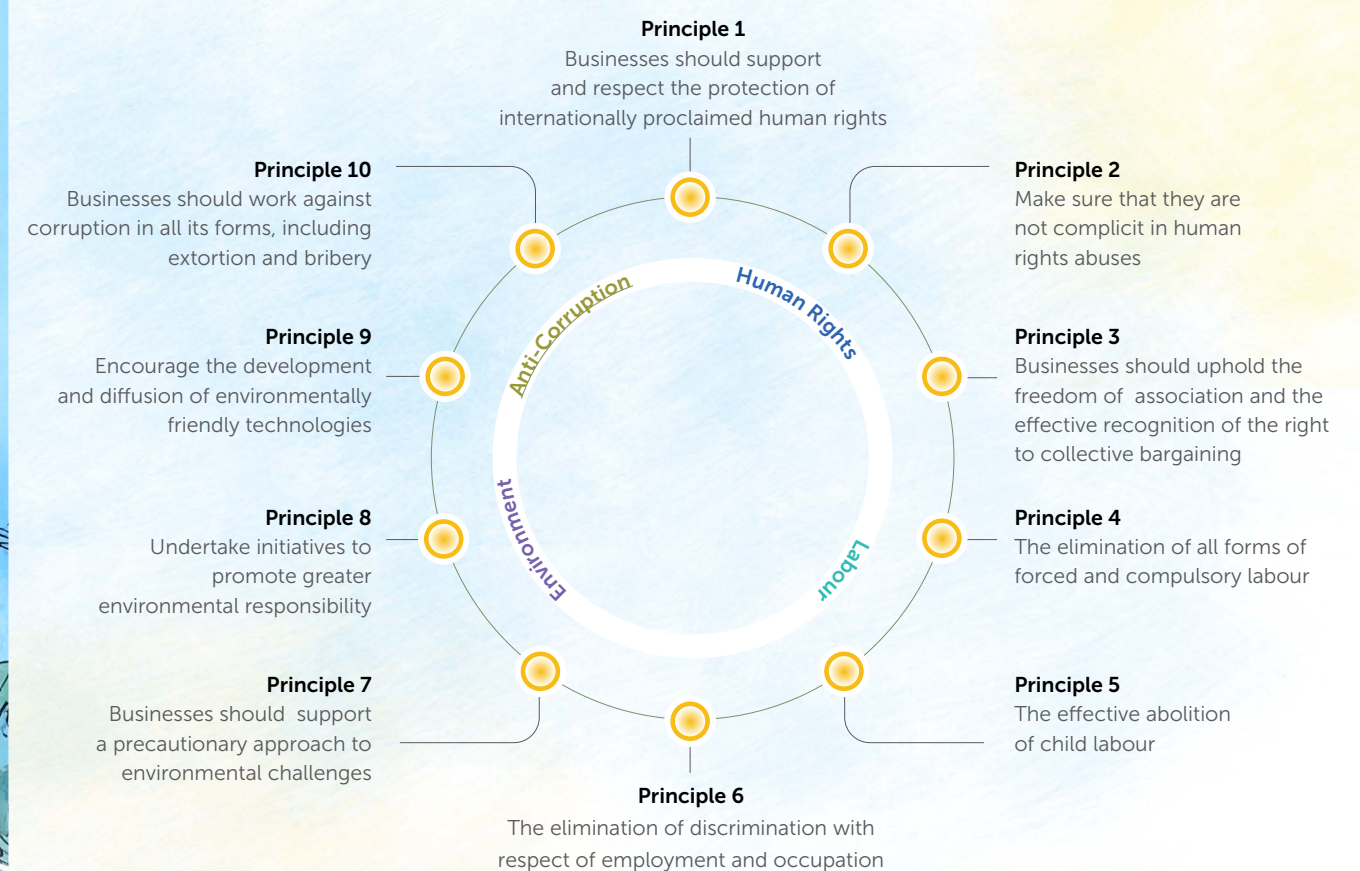 Principle 1
Businesses should support
and respect the protection of
internationally proclaimed human rights
Principle 2
Make sure that they are
not complicit in human
rights abuses
Principle 3
Businesses should uphold the
freedom of association and the
effective recognition of the right
to collective bargaining
Principle 4
The elimination of all forms of
forced and compulsory labour
Principle 5
The effective abolition
of child labour
Principle 6
The elimination of discrimination with
respect of employment and occupation
Principle 7
Businesses should support
a precautionary approach to
environmental challenges
Principle 8
Undertake initiatives to
promote greater
environmental responsibility
Principle 9
Encourage the development
and diffusion of environmentally
friendly technologies
Principle 10
Businesses should work against
corruption in all its forms, including
extortion and bribery
Human Rights
Labour
Environment
Anti-Corruption